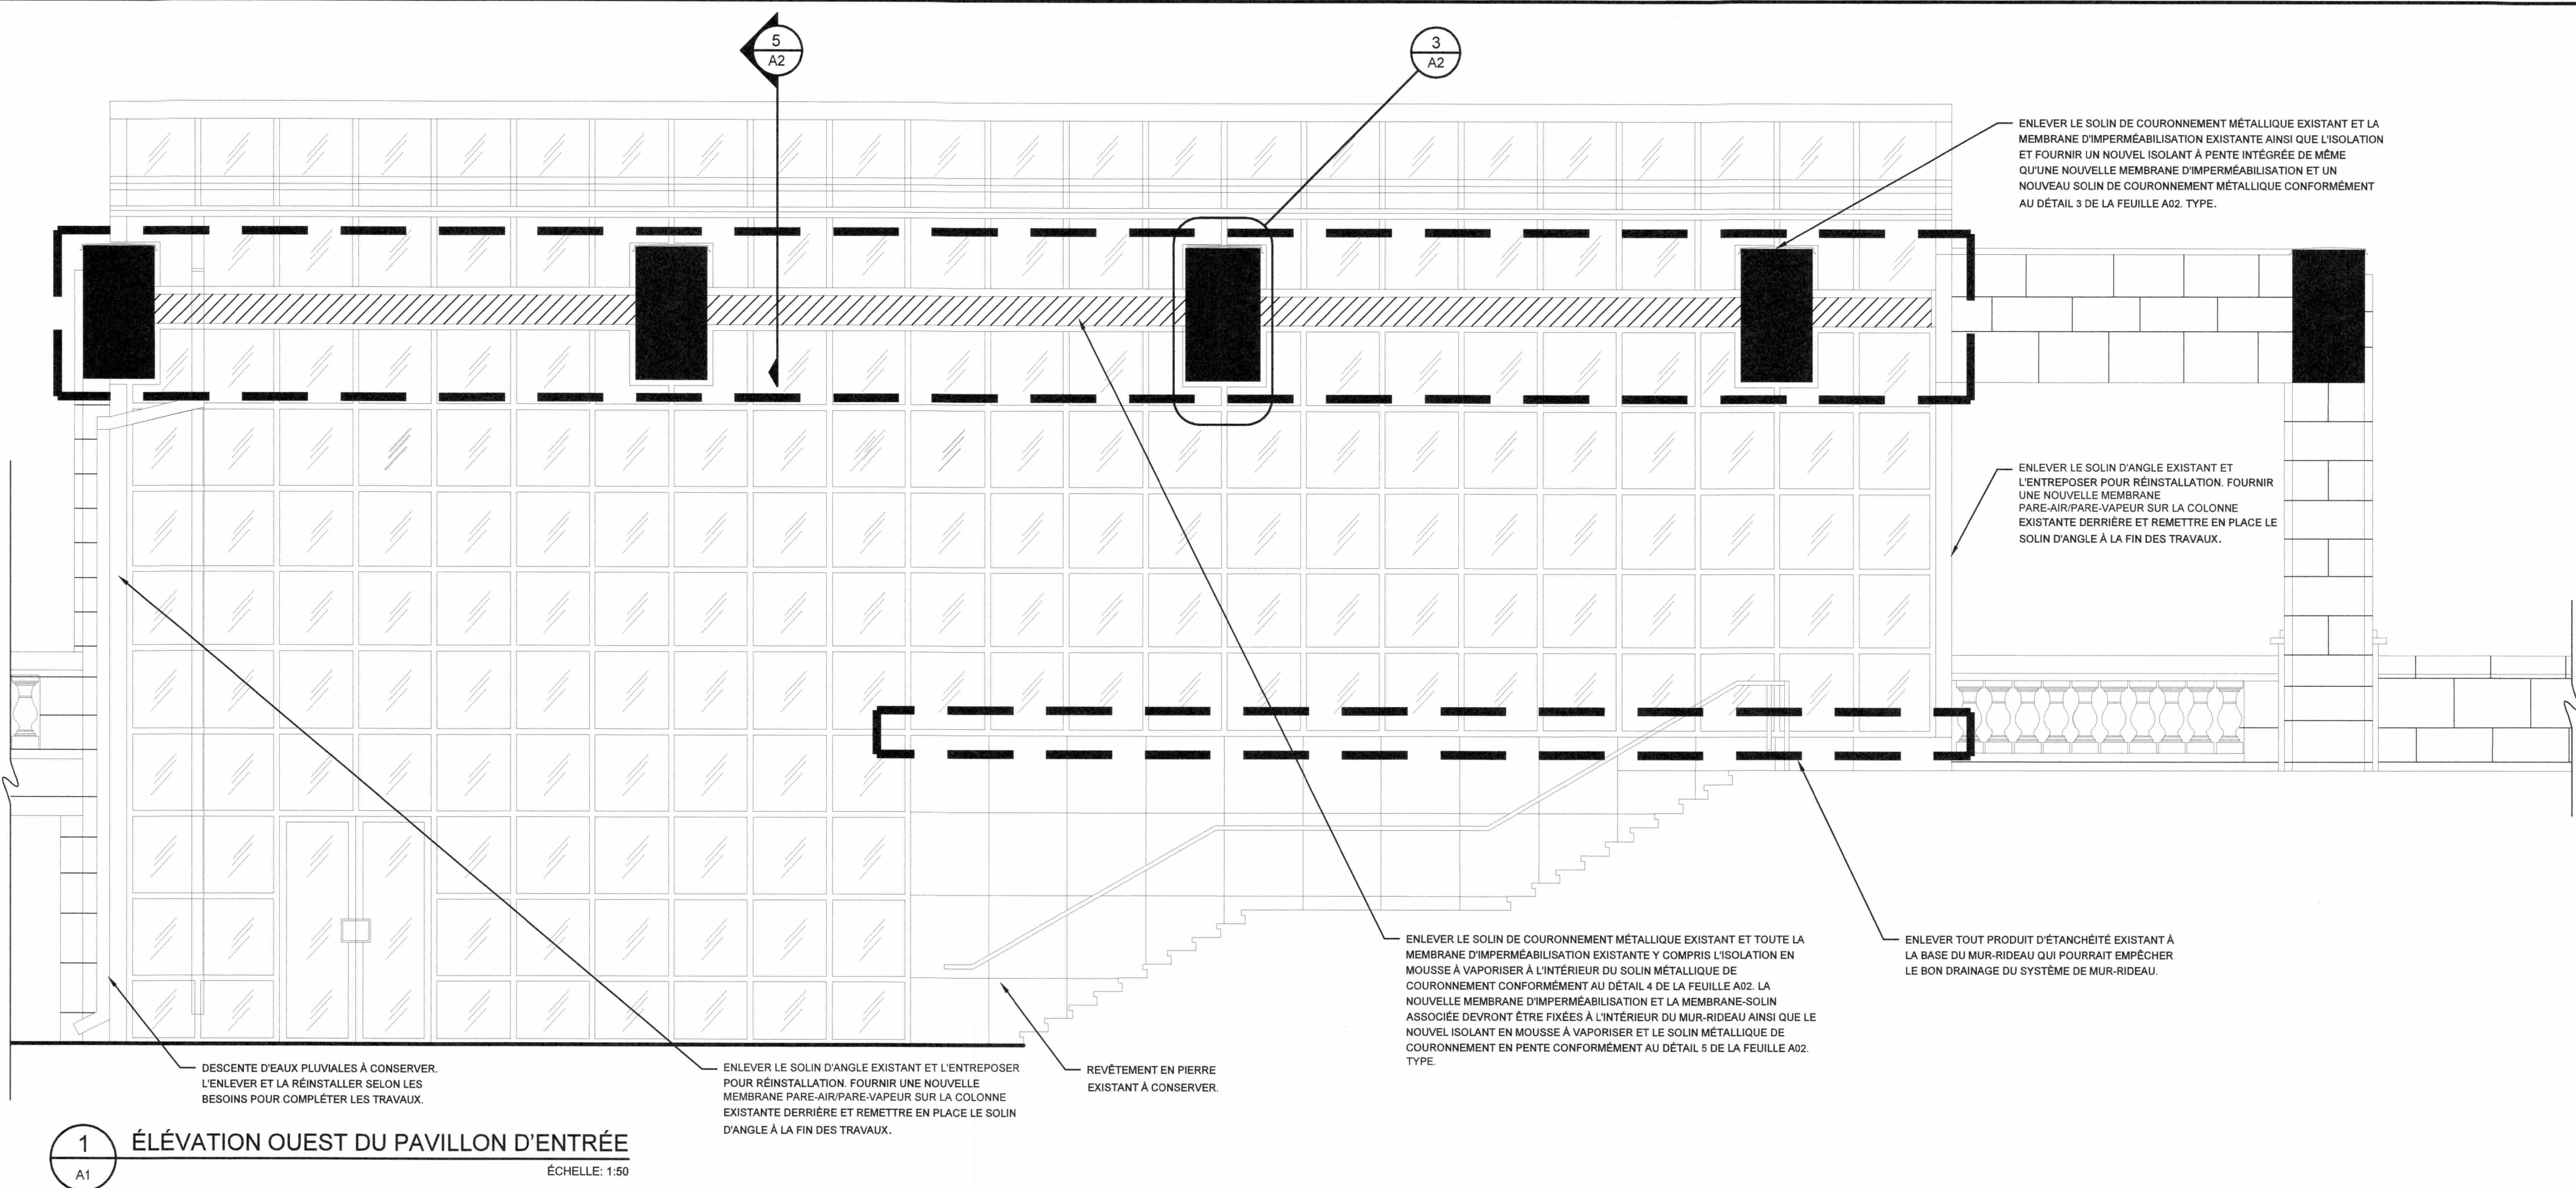 5
A2
3
A2
ENLEVER LE SOLIN DE COURONNEMENT MÉTALLIQUE EXISTANT ET LA
MEMBRANE D'IMPERMÉABILISATION EXISTANTE AINSI QUE L'ISOLATION
ET FOURNIR UN NOUVEL ISOLANT À PENTE INTÉGRÉE DE MÊME
QU'UNE NOUVELLE MEMBRANE D'IMPERMÉABILISATION ET UN
NOUVEAU SOLIN DE COURONNEMENT MÉTALLIQUE CONFORMÉMENT
AU DÉTAIL 3 DE LA FEUILLE A02. TYPE.
ENLEVER LE SOLIN D'ANGLE EXISTANT ET
L'ENTREPOSER POUR RÉINSTALLATION. FOURNIR
UNE NOUVELLE MEMBRANE
PARE-AIR/PARE-VAPEUR SUR LA COLONNE
EXISTANTE DERRIÈRE ET REMETTRE EN PLACE LE
SOLIN D'ANGLE À LA FIN DES TRAVAUX.
ENLEVER LE SOLIN DE COURONNEMENT MÉTALLIQUE EXISTANT ET TOUTE LA
MEMBRANE D'IMPERMÉABILISATION EXISTANTE Y COMPRIS L'ISOLATION EN
MOUSSE À VAPORISER À L'INTÉRIEUR DU SOLIN MÉTALLIQUE DE
COURONNEMENT CONFORMÉMENT AU DÉTAIL 4 DE LA FEUILLE A02. LA
NOUVELLE MEMBRANE D'IMPERMÉABILISATION ET LA MEMBRANE-SOLIN
ASSOCIÉE DEVRONT ÊTRE FIXÉES À L'INTÉRIEUR DU MUR-RIDEAU AINSI QUE LE
NOUVEL ISOLANT EN MOUSSE À VAPORISER ET LE SOLIN MÉTALLIQUE DE
COURONNEMENT EN PENTE CONFORMÉMENT AU DÉTAIL 5 DE LA FEUILLE A02.
TYPE.
ENLEVER TOUT PRODUIT D'ÉTANCHÉITÉ EXISTANT À
LA BASE DU MUR-RIDEAU QUI POURRAIT EMPÊCHER
LE BON DRAINAGE DU SYSTÈME DE MUR-RIDEAU.
DESCENTE D'EAUX PLUVIALES À CONSERVER.
L'ENLEVER ET LA RÉINSTALLER SELON LES
BESOINS POUR COMPLÉTER LES TRAVAUX.
ENLEVER LE SOLIN D'ANGLE EXISTANT ET L'ENTREPOSER
POUR RÉINSTALLATION. FOURNIR UNE NOUVELLE
MEMBRANE PARE-AIR/PARE-VAPEUR SUR LA COLONNE
EXISTANTE DERRIÈRE ET REMETTRE EN PLACE LE SOLIN
D'ANGLE À LA FIN DES TRAVAUX.
REVÊTEMENT EN PIERRE
EXISTANT À CONSERVER.
1
A1
ÉLÉVATION OUEST DU PAVILLON D'ENTRÉE
ÉCHELLE: 1:50